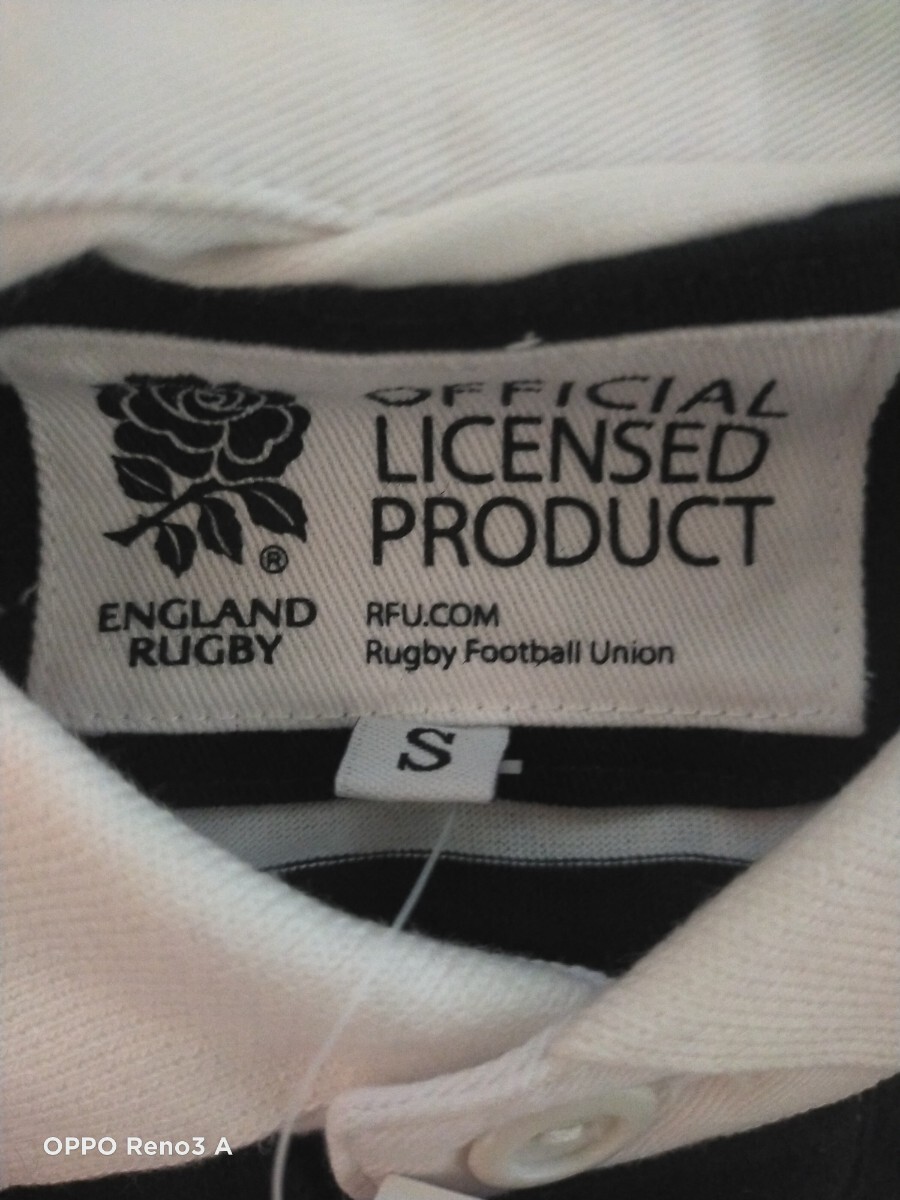 OFFICIAL
LICENSED
PRODUCT
®
ENGLAND
RUGBY
RFU.COM
Rugby Football Union
S
OPPO Reno3 A